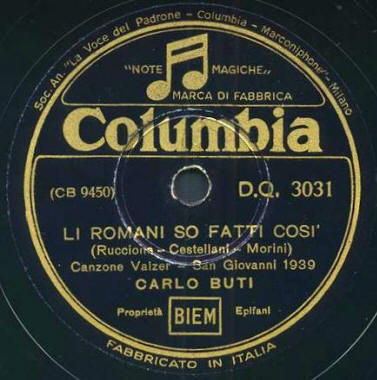 Soc. An. "La Voce del Padrone - Columbia - Marconiphone" - Milano
"NOTE MAGICHE"
MARCA DI FABBRICA
Columbia
(CB 9450) D.Q. 3031
LI ROMANI SO FATTI COSI'
(Ruccione - Cestellani - Morini)
Canzone Valzer - San Giovanni 1939
CARLO BUTI
Proprietà BIEM Epifani
FABBRICATO IN ITALIA